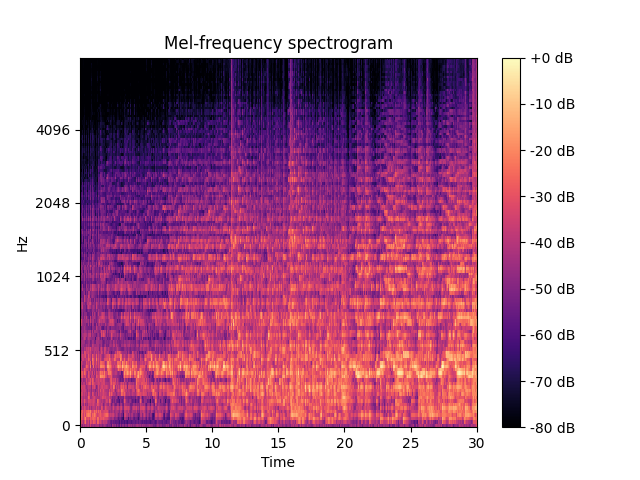 Mel-frequency spectrogram
Hz
4096
2048
1024
512
0
0 5 10 15 20 25 30
Time
+0 dB
-10 dB
-20 dB
-30 dB
-40 dB
-50 dB
-60 dB
-70 dB
-80 dB